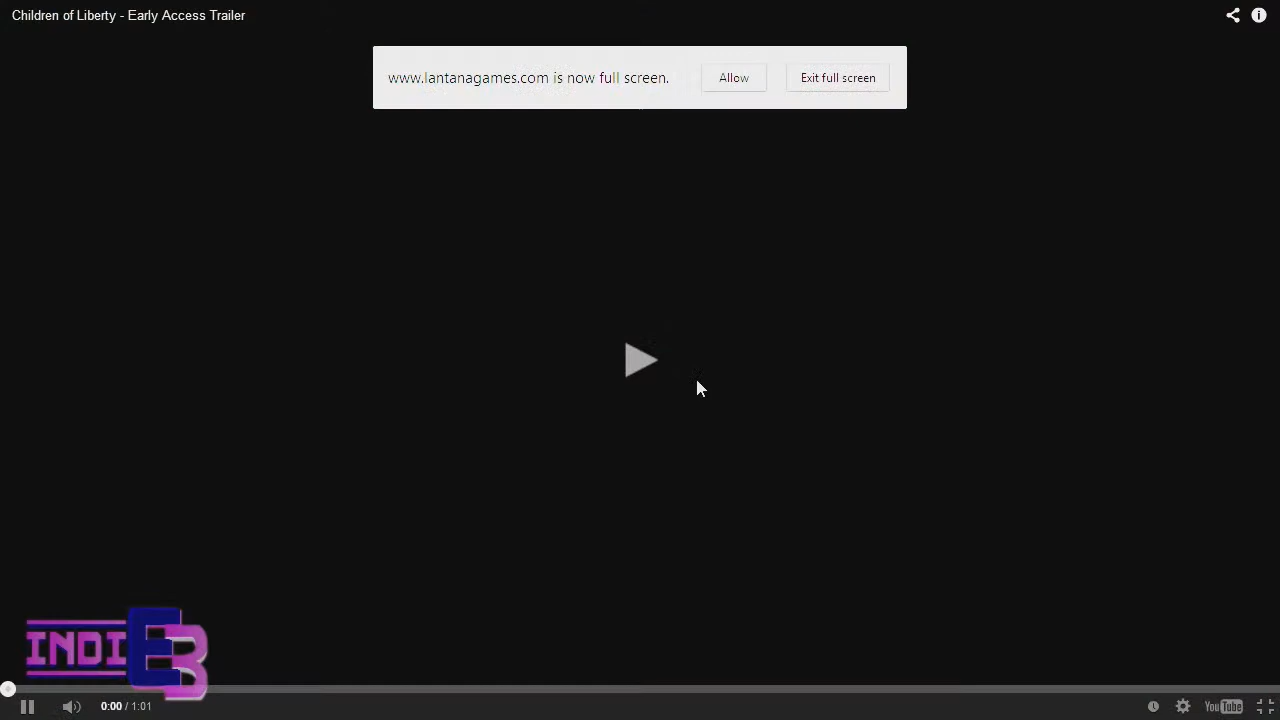 Children of Liberty - Early Access Trailer
www.lantanagames.com is now full screen.
Allow
Exit full screen
INDIE3
0:00 / 1:01
YouTube